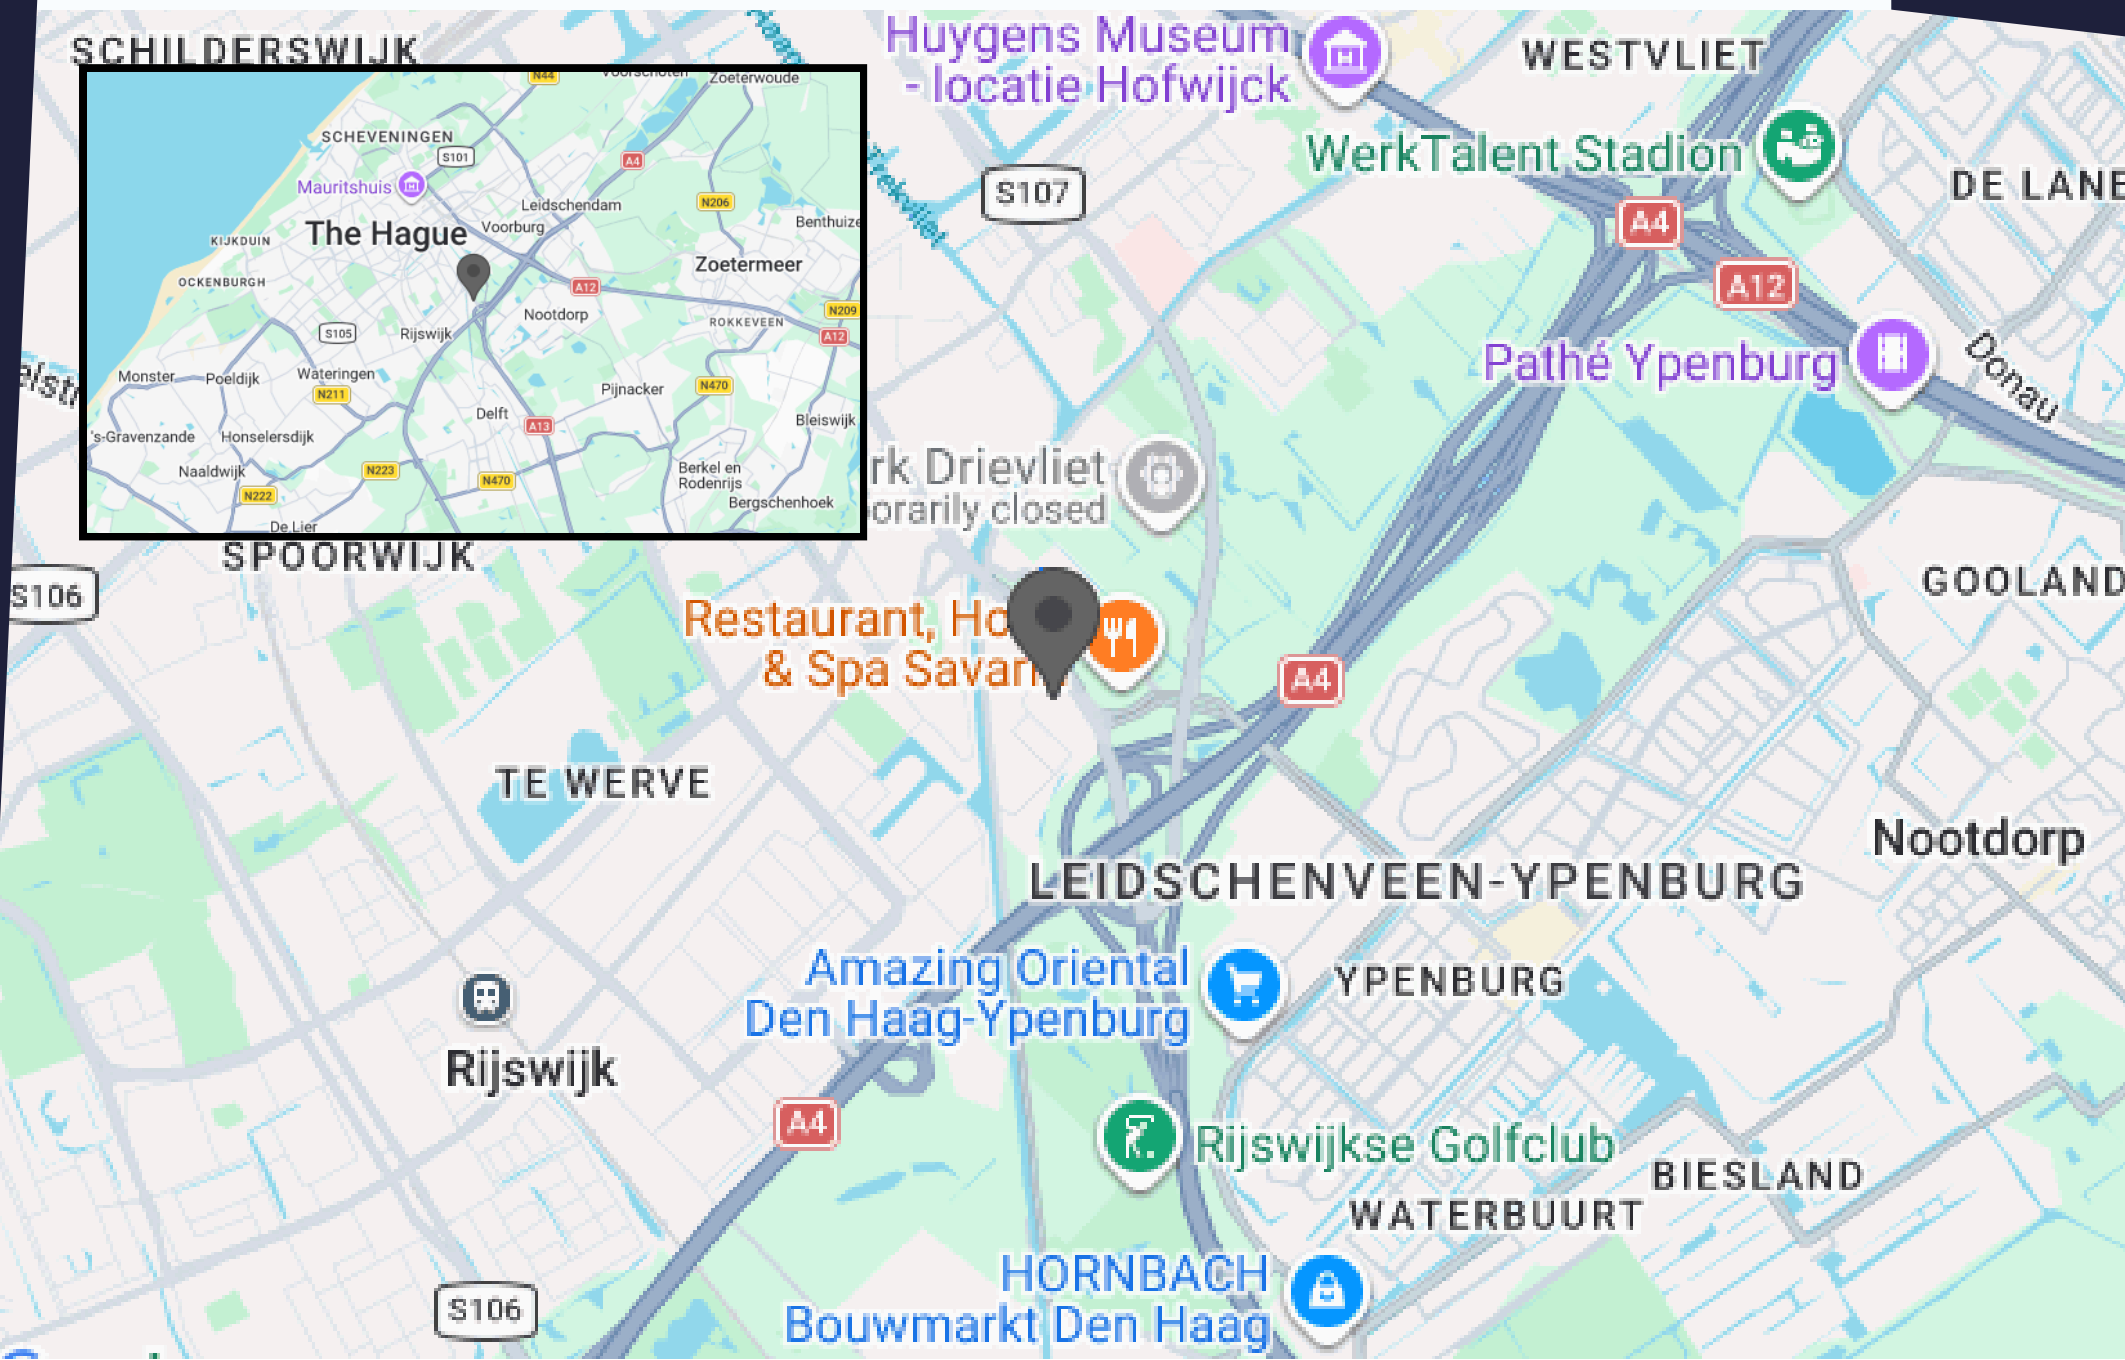 SCHILDERSWIJK
Huygens Museum
- locatie Hofwijck
WESTVLIET
WerkTalent Stadion
DE LANE
S107
A4
A12
Pathé Ypenburg
Donau
N44
Zoeterwoude
SCHEVENINGEN
S101
A4
Mauritshuis
Leidschendam
N206
The Hague
Voorburg
Benthuize
KIJKDUIN
Zoetermeer
OCKENBURGH
A12
Nootdorp
N209
S105
Rijswijk
ROKKEVEEN
A12
Monster
Poeldijk
Wateringen
N211
Pijnacker
N470
Delft
A13
Bleiswijk
's-Gravenzande
Honselersdijk
Naaldwijk
N223
N470
Berkel en
Rodenrijs
N222
Bergschenhoek
De Lier
rk Drievliet
orarily closed
SPOORWIJK
S106
GOOLAND
Restaurant, Ho
& Spa Savar
A4
TE WERVE
Nootdorp
LEIDSCHENVEEN-YPENBURG
Amazing Oriental
Den Haag-Ypenburg
YPENBURG
Rijswijk
A4
Rijswijkse Golfclub
BIESLAND
WATERBUURT
HORNBACH
Bouwmarkt Den Haag
S106